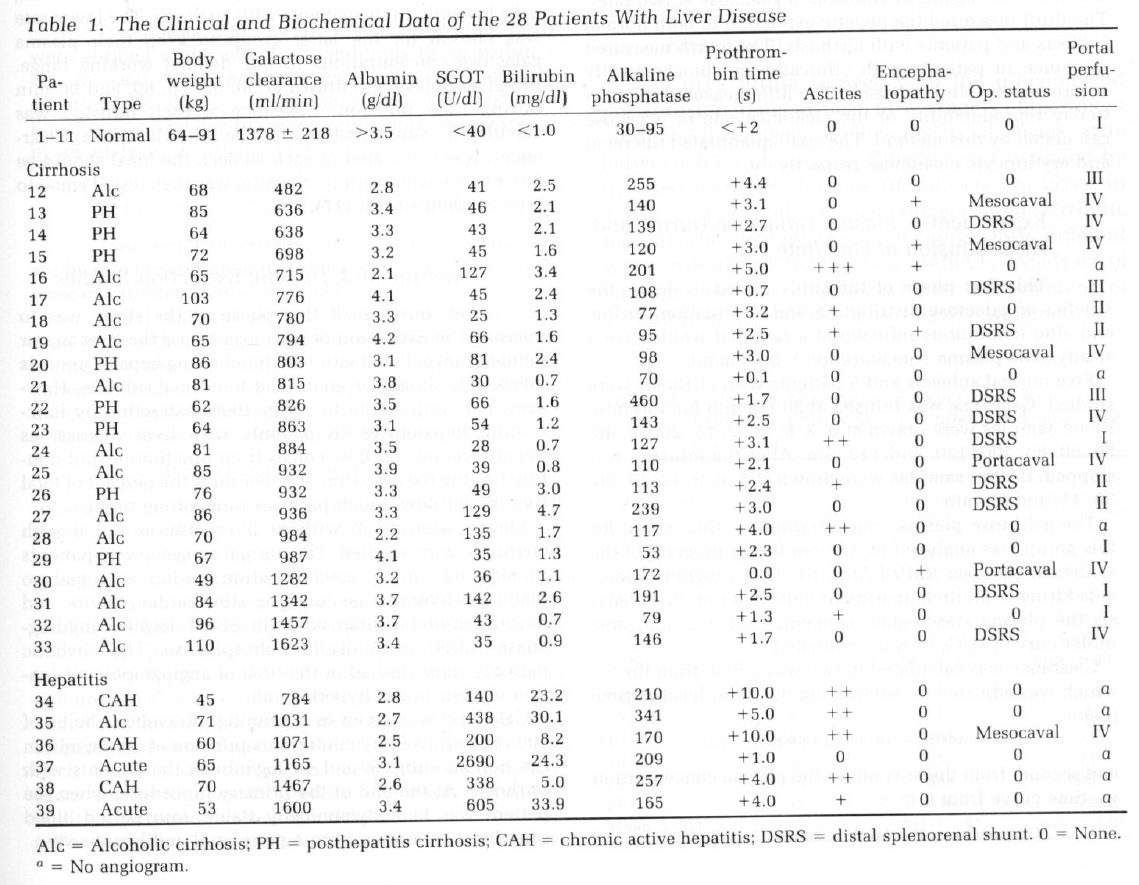 Table 1. The Clinical and Biochemical Data of the 28 Patients With Liver Disease
Pa-tient Type Body weight (kg) Galactose clearance (ml/min) Albumin (g/dl) SGOT (U/dl) Bilirubin (mg/dl) Alkaline phosphatase Prothrom-bin time (s) Ascites Encepha-lopathy Op. status Portal perfu-sion
1–11 Normal 64–91 1378 ± 218 >3.5 <40 <1.0 30–95 <+2 0 0 0 I
Cirrhosis
12 Alc 68 482 2.8 41 2.5 255 +4.4 0 0 0 III
13 PH 85 636 3.4 46 2.1 140 +3.1 0 + Mesocaval IV
14 PH 64 638 3.3 43 2.1 139 +2.7 0 0 DSRS IV
15 PH 72 698 3.2 45 1.6 120 +3.0 0 + Mesocaval IV
16 Alc 65 715 2.1 127 3.4 201 +5.0 +++ + 0 a
17 Alc 103 776 4.1 45 2.4 108 +0.7 0 0 DSRS III
18 Alc 70 780 3.3 25 1.3 77 +3.2 + 0 0 II
19 Alc 65 794 4.2 66 1.6 95 +2.5 + + DSRS II
20 PH 86 803 3.1 81 2.4 98 +3.0 0 0 Mesocaval IV
21 Alc 81 815 3.8 30 0.7 70 +0.1 0 0 0 a
22 PH 62 826 3.5 66 1.6 460 +1.7 0 0 DSRS III
23 PH 64 863 3.1 54 1.2 143 +2.5 0 0 DSRS IV
24 Alc 81 884 3.5 28 0.7 127 +3.1 ++ 0 DSRS I
25 Alc 85 932 3.9 39 0.8 110 +2.1 0 0 Portacaval IV
26 PH 76 932 3.3 49 3.0 113 +2.4 + 0 DSRS II
27 Alc 86 936 3.3 129 4.7 239 +3.0 0 0 DSRS II
28 Alc 70 984 2.2 135 1.7 117 +4.0 ++ 0 0 a
29 PH 67 987 3.3 35 1.3 53 +2.3 0 0 0 II
30 Alc 49 1282 3.2 36 1.1 172 0.0 0 + Portacaval IV
31 Alc 84 1342 3.7 142 2.6 191 +2.5 0 0 DSRS
32 Alc 96 1457 3.7 43 0.7 79 +1.3 0 0 0 I
33 Alc 110 1623 3.4 35 0.9 146 +1.7 0 0 DSRS IV
Hepatitis
34 CAH 45 784 2.8 140 23.2 210 +10.0 ++ 0 0 a
35 Alc 71 1031 2.7 438 30.1 341 +5.0 ++ 0 0 a
36 CAH 60 1071 2.5 200 8.2 170 +10.0 ++ 0 Mesocaval IV
37 Acute 65 1165 3.1 2690 24.3 209 +1.0 0 0 0 a
38 CAH 70 1467 3.2 338 5.0 257 +4.0 ++ 0 0 a
39 Acute 53 1600 3.4 605 33.9 165 +4.0 + 0 0 a
Alc = Alcoholic cirrhosis; PH = posthepatitis cirrhosis; CAH = chronic active hepatitis; DSRS = distal splenorenal shunt. 0 = None.
a = No angiogram.